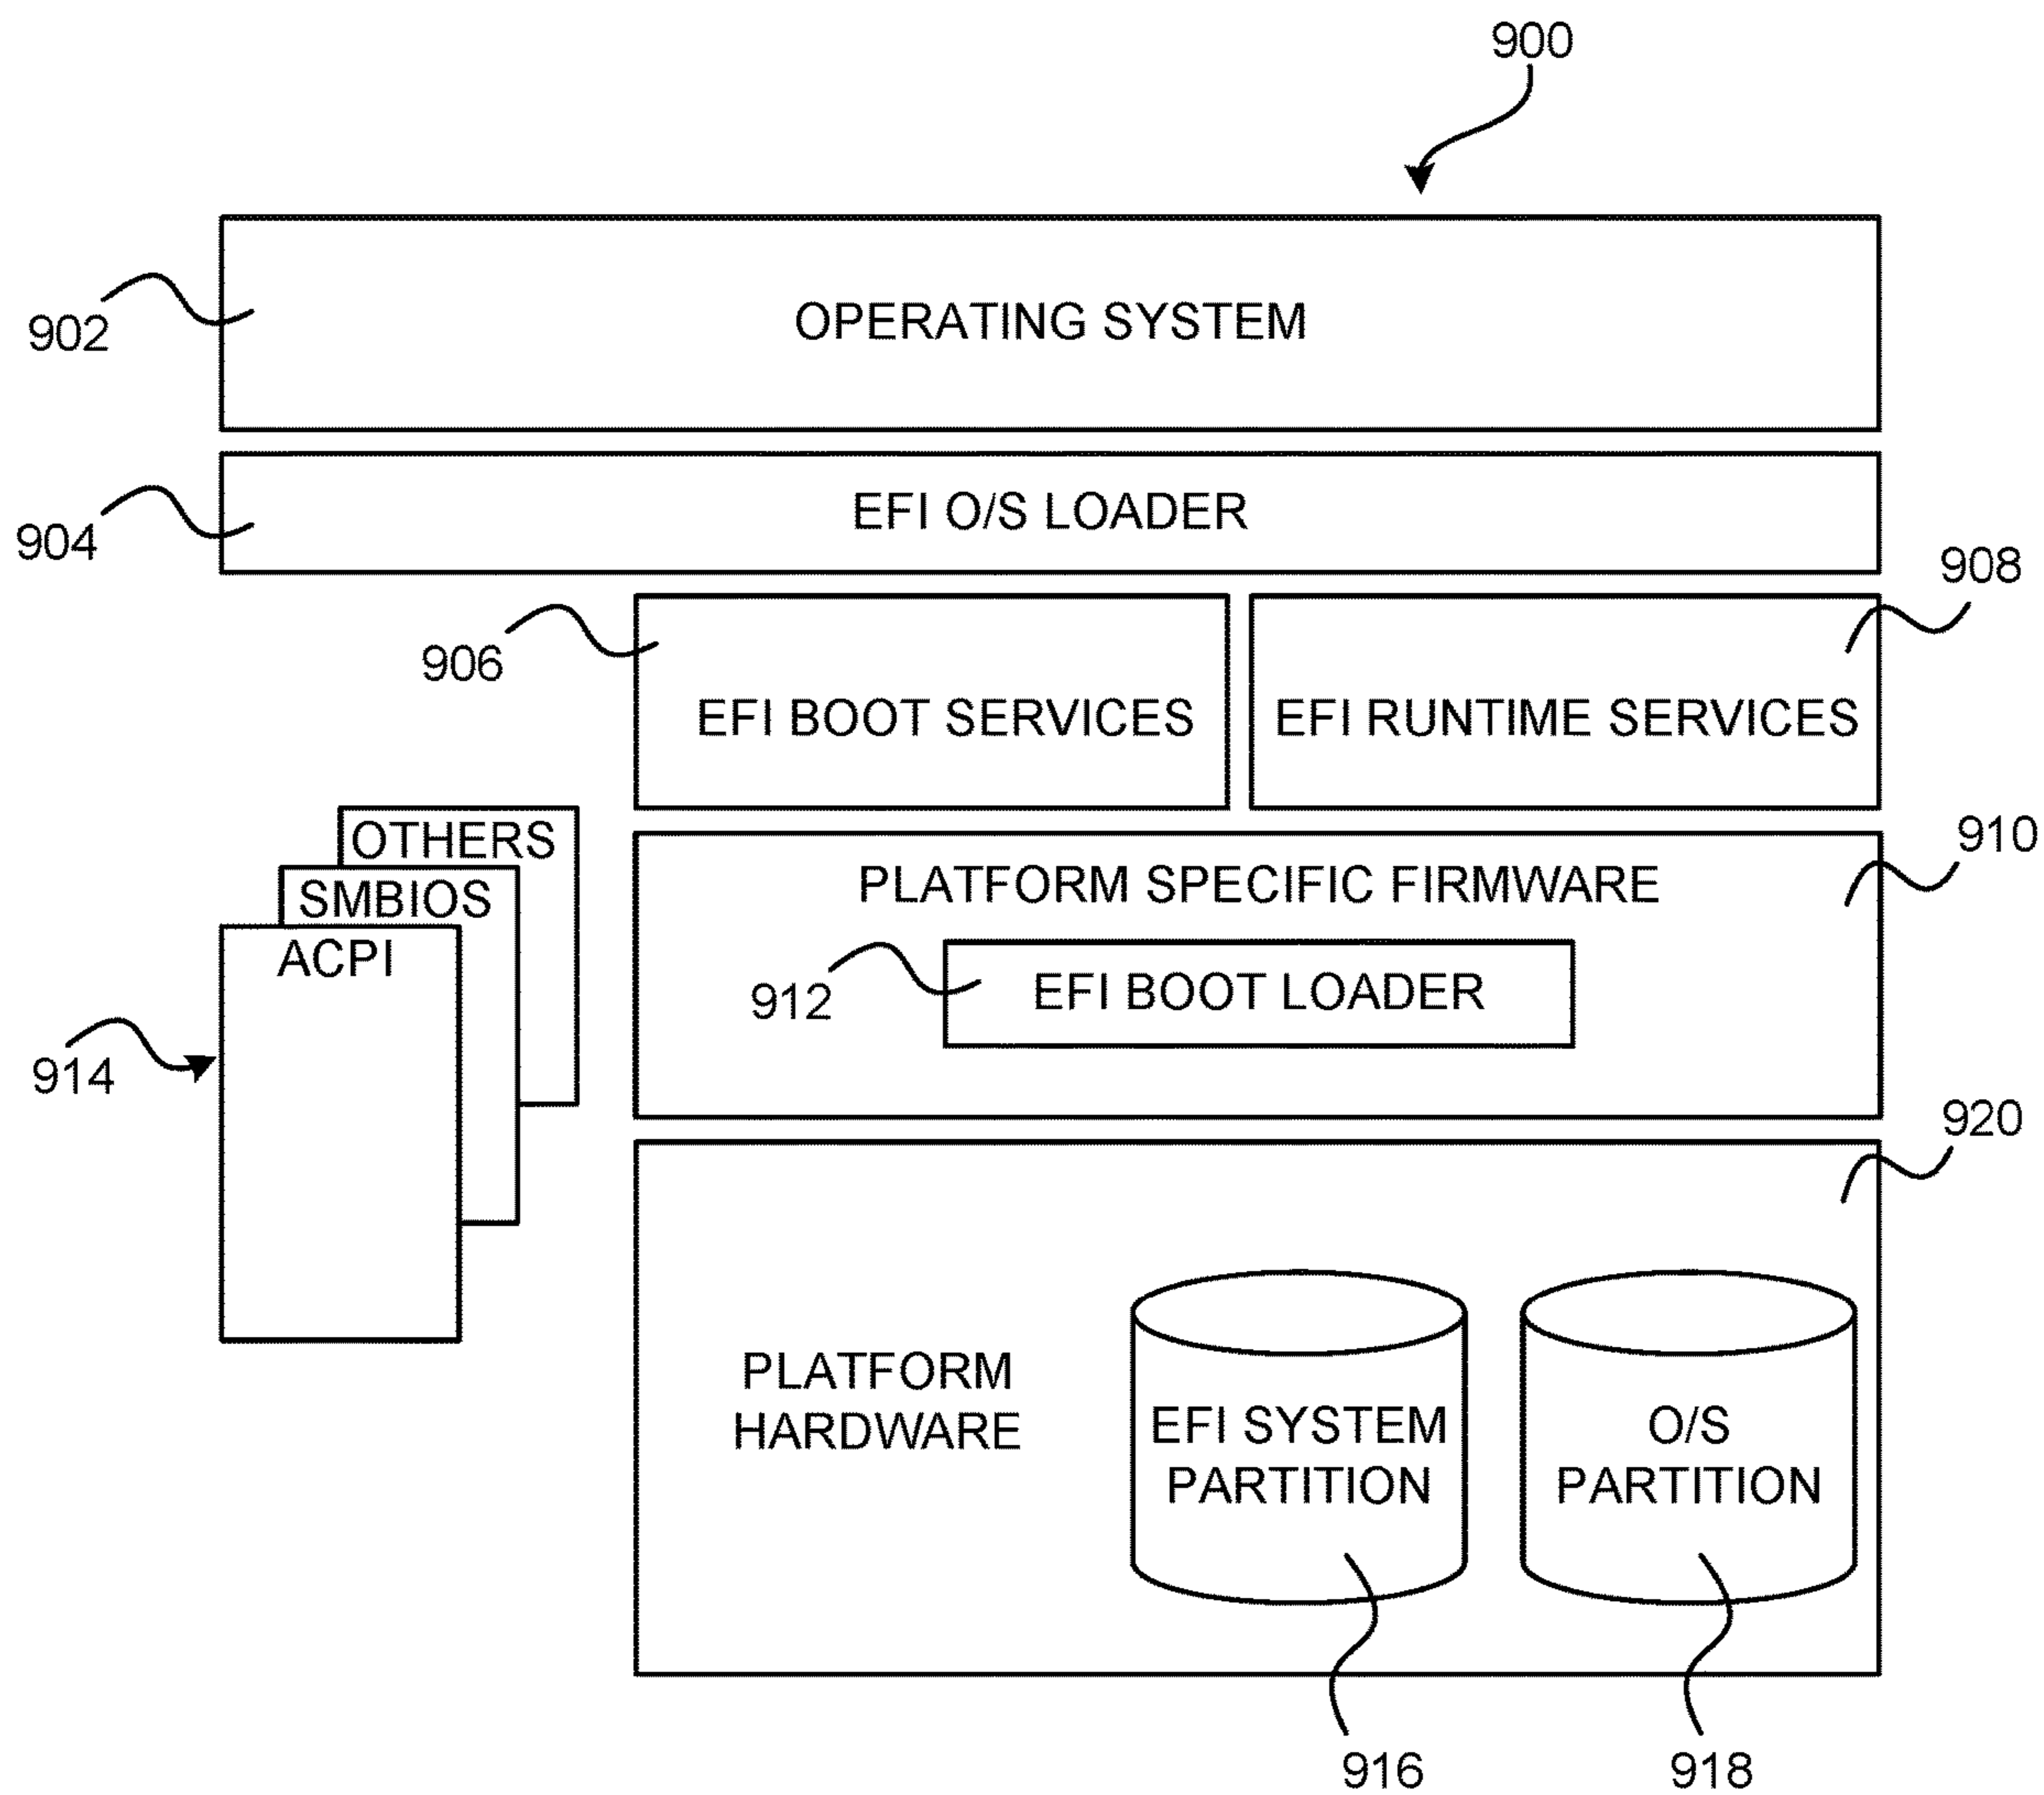 900
902
OPERATING SYSTEM
904
EFI O/S LOADER
908
906
EFI BOOT SERVICES
EFI RUNTIME SERVICES
OTHERS
SMBIOS
ACPI
914
910
PLATFORM SPECIFIC FIRMWARE
912
EFI BOOT LOADER
920
PLATFORM
HARDWARE
EFI SYSTEM
PARTITION
O/S
PARTITION
916
918